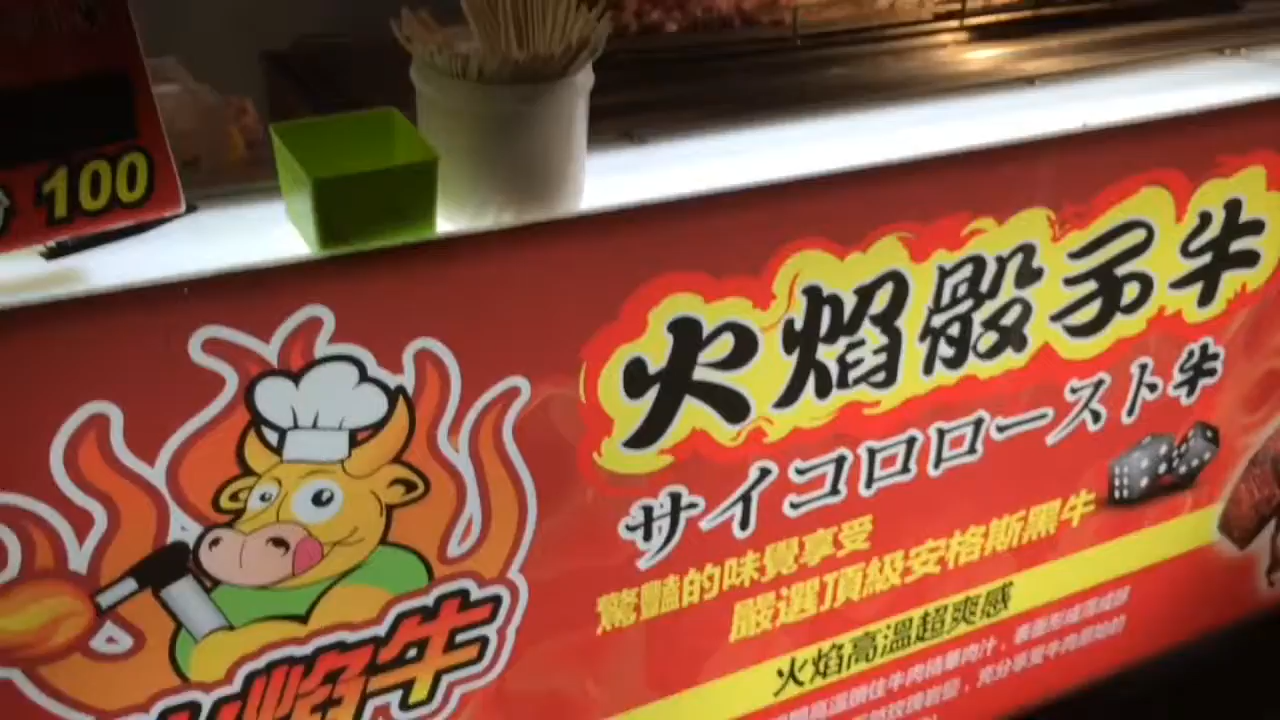 100
火焰骰子牛
サイコロロースト牛
驚豔的味覺享受
嚴選頂級安格斯黑牛
火焰高溫超爽感
火焰牛